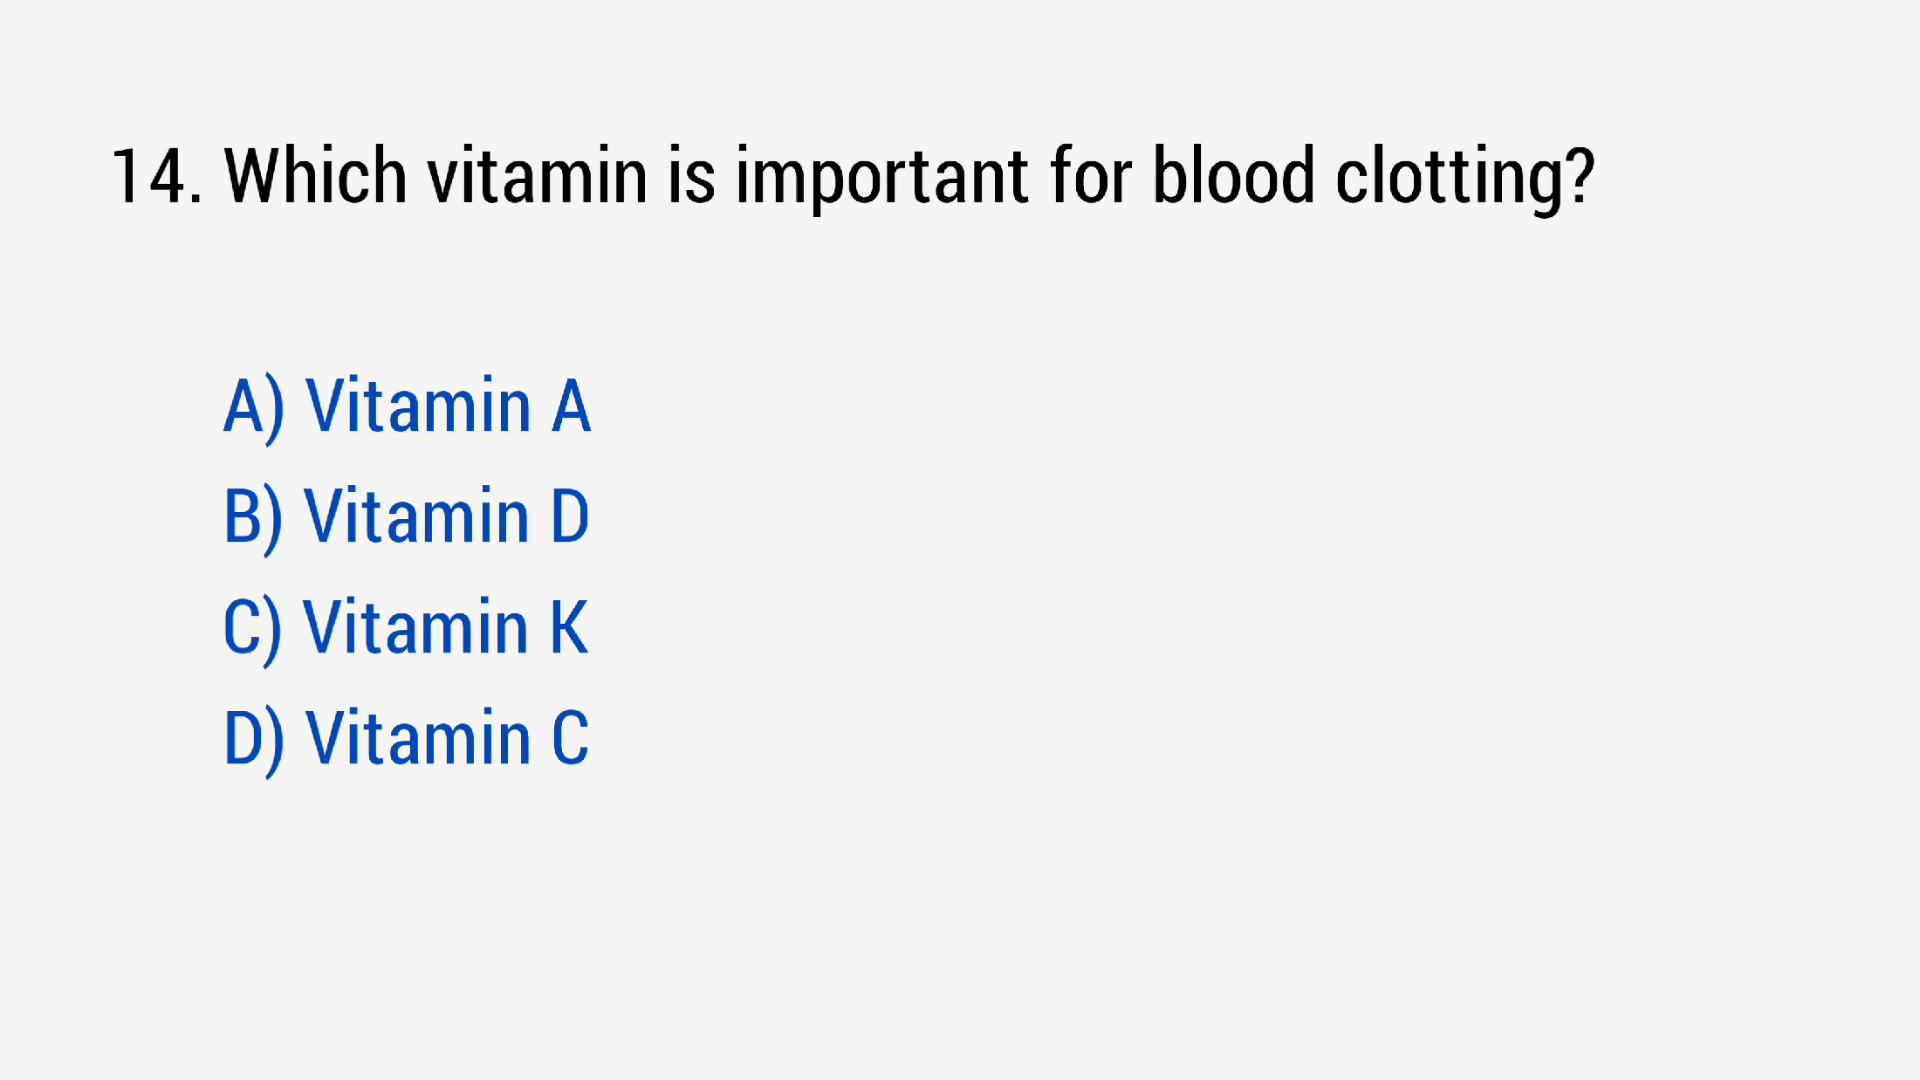 14. Which vitamin is important for blood clotting?
A) Vitamin A
B) Vitamin D
C) Vitamin K
D) Vitamin C